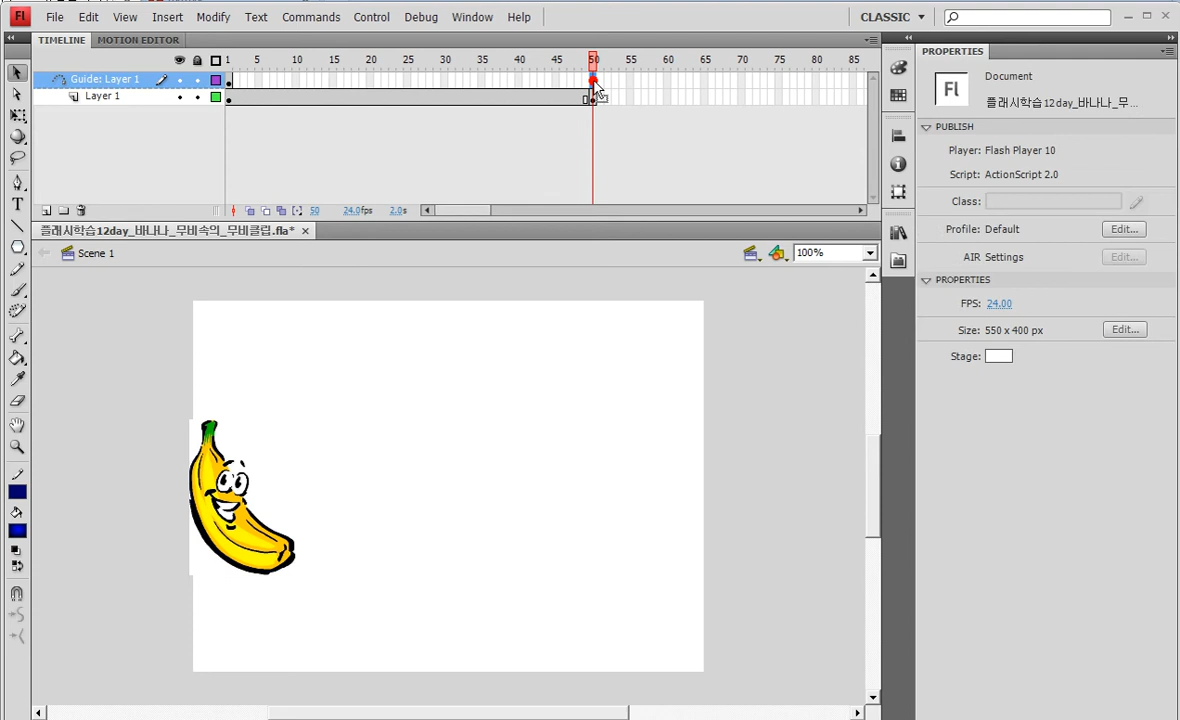 Fl File Edit View Insert Modify Text Commands Control Debug Window Help CLASSIC
TIMELINE MOTION EDITOR
1 5 10 15 20 25 30 35 40 45 50 55 60 65 70 75 80 85
Guide: Layer 1
Layer 1
50 24.0fps 2.0s
플래시학습12day_바나나_무비속의_무비클립.fla*
Scene 1
100%
PROPERTIES
Fl
Document
플래시학습12day_바나나_무...
PUBLISH
Player: Flash Player 10
Script: ActionScript 2.0
Class:
Profile: Default Edit...
AIR Settings Edit...
PROPERTIES
FPS: 24.00
Size: 550 x 400 px Edit...
Stage: